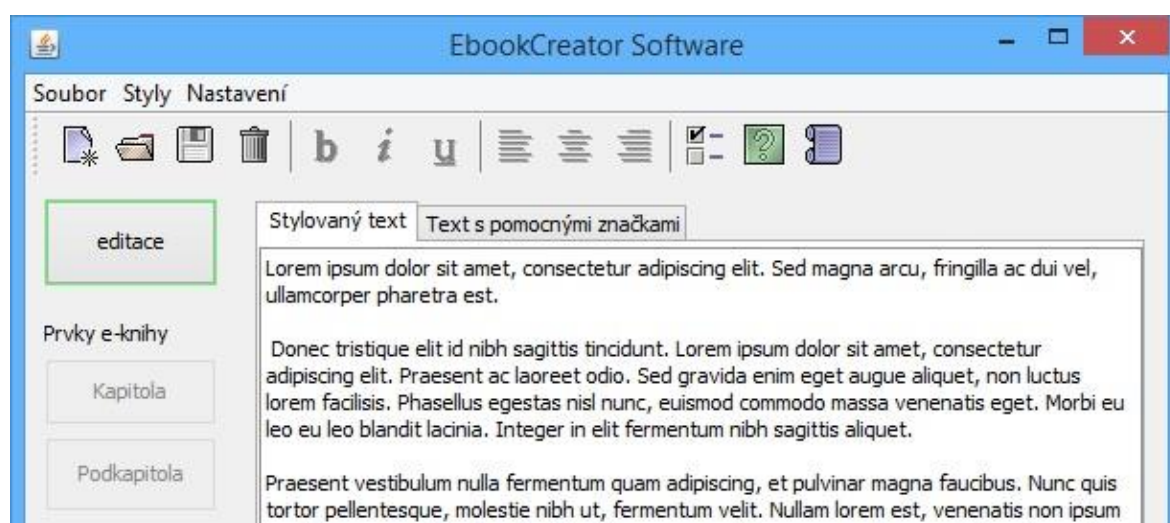 EbookCreator Software
Soubor Styly Nastavení
b i u
editace
Prvky e-knihy
Kapitola
Podkapitola
Stylovaný text Text s pomocnými značkami
Lorem ipsum dolor sit amet, consectetur adipiscing elit. Sed magna arcu, fringilla ac dui vel,
ullamcorper pharetra est.
Donec tristique elit id nibh sagittis tincidunt. Lorem ipsum dolor sit amet, consectetur
adipiscing elit. Praesent ac laoreet odio. Sed gravida enim eget augue aliquet, non luctus
lorem facilisis. Phasellus egestas nisl nunc, euismod commodo massa venenatis eget. Morbi eu
leo eu leo blandit lacinia. Integer in elit fermentum nibh sagittis aliquet.
Praesent vestibulum nulla fermentum quam adipiscing, et pulvinar magna faucibus. Nunc quis
tortor pellentesque, molestie nibh ut, fermentum velit. Nullam lorem est, venenatis non ipsum